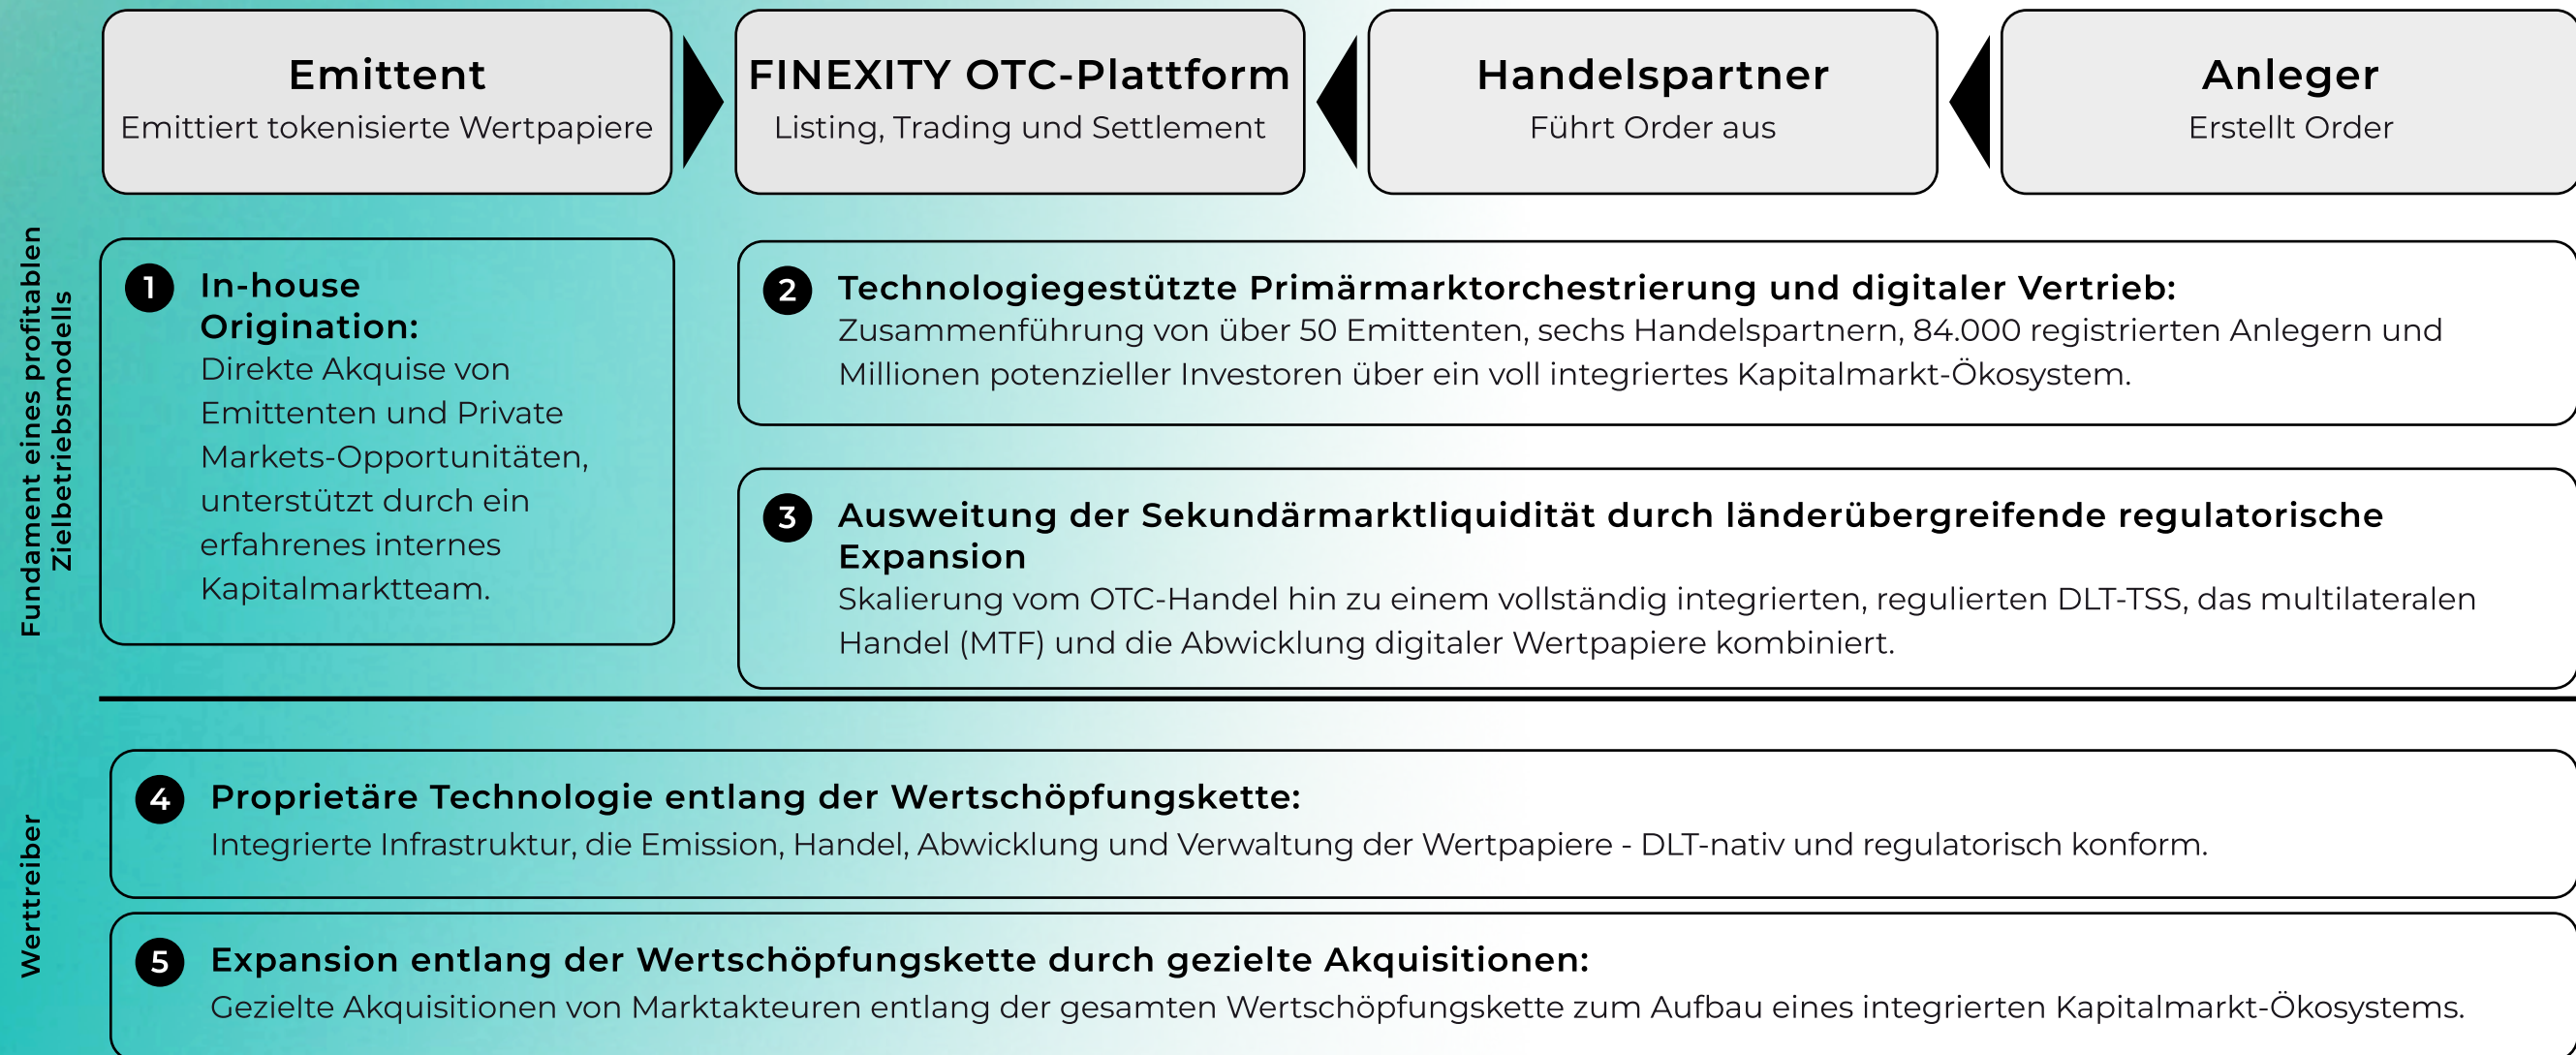 Emittent
Emittiert tokenisierte Wertpapiere
FINEXITY OTC-Plattform
Listing, Trading und Settlement
Handelspartner
Führt Order aus
Anleger
Erstellt Order
Fundament eines profitablen
Zielbetriebsmodells
1 In-house
Origination:
Direkte Akquise von
Emittenten und Private
Markets-Opportunitäten,
unterstützt durch ein
erfahrenes internes
Kapitalmarktteam.
2 Technologiegestützte Primärmarktorchestrierung und digitaler Vertrieb:
Zusammenführung von über 50 Emittenten, sechs Handelspartnern, 84.000 registrierten Anlegern und
Millionen potenzieller Investoren über ein voll integriertes Kapitalmarkt-Ökosystem.
3 Ausweitung der Sekundärmarktliquidität durch länderübergreifende regulatorische
Expansion
Skalierung vom OTC-Handel hin zu einem vollständig integrierten, regulierten DLT-TSS, das multilateralen
Handel (MTF) und die Abwicklung digitaler Wertpapiere kombiniert.
Werttreiber
4 Proprietäre Technologie entlang der Wertschöpfungskette:
Integrierte Infrastruktur, die Emission, Handel, Abwicklung und Verwaltung der Wertpapiere - DLT-nativ und regulatorisch konform.
5 Expansion entlang der Wertschöpfungskette durch gezielte Akquisitionen:
Gezielte Akquisitionen von Marktakteuren entlang der gesamten Wertschöpfungskette zum Aufbau eines integrierten Kapitalmarkt-Ökosystems.